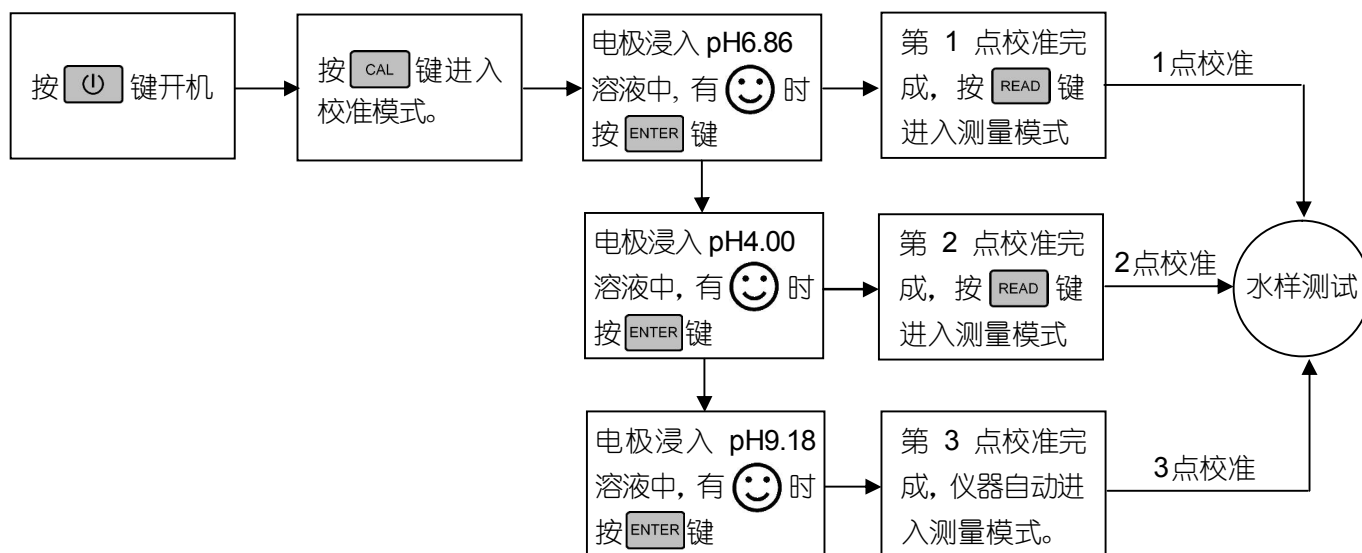 按 键开机
按 CAL 键进入
校准模式。
电极浸入 pH6.86
溶液中, 有 时
按 ENTER 键
第 1 点校准完
成，按 READ 键
进入测量模式
1点校准
电极浸入 pH4.00
溶液中, 有 时
按 ENTER 键
第 2 点校准完
成，按 READ 键
进入测量模式
2点校准
水样测试
电极浸入 pH9.18
溶液中, 有 时
按 ENTER 键
第 3 点校准完
成, 仪器自动进
入测量模式。
3点校准